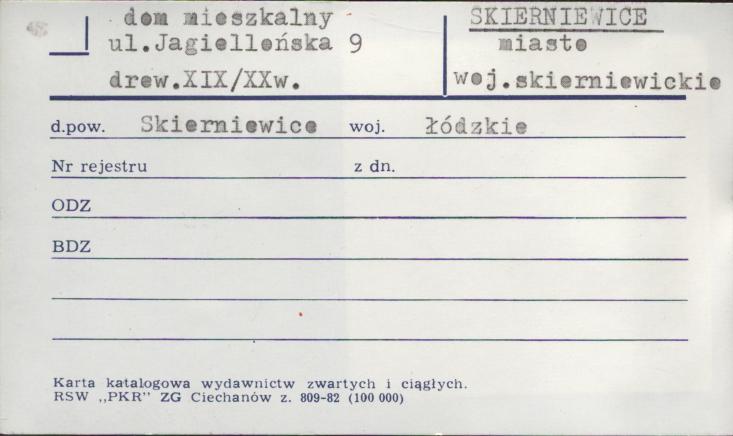 dom mieszkalny
ul.Jagiellońska 9
drew.XIX/XXw.
SKIERNIEWICE
miasto
woj.skierniewickie
d.pow. Skierniewice woj. łódzkie
Nr rejestru z dn.
ODZ
BDZ
Karta katalogowa wydawnictw zwartych i ciągłych.
RSW „PKR" ZG Ciechanów z. 809-82 (100 000)